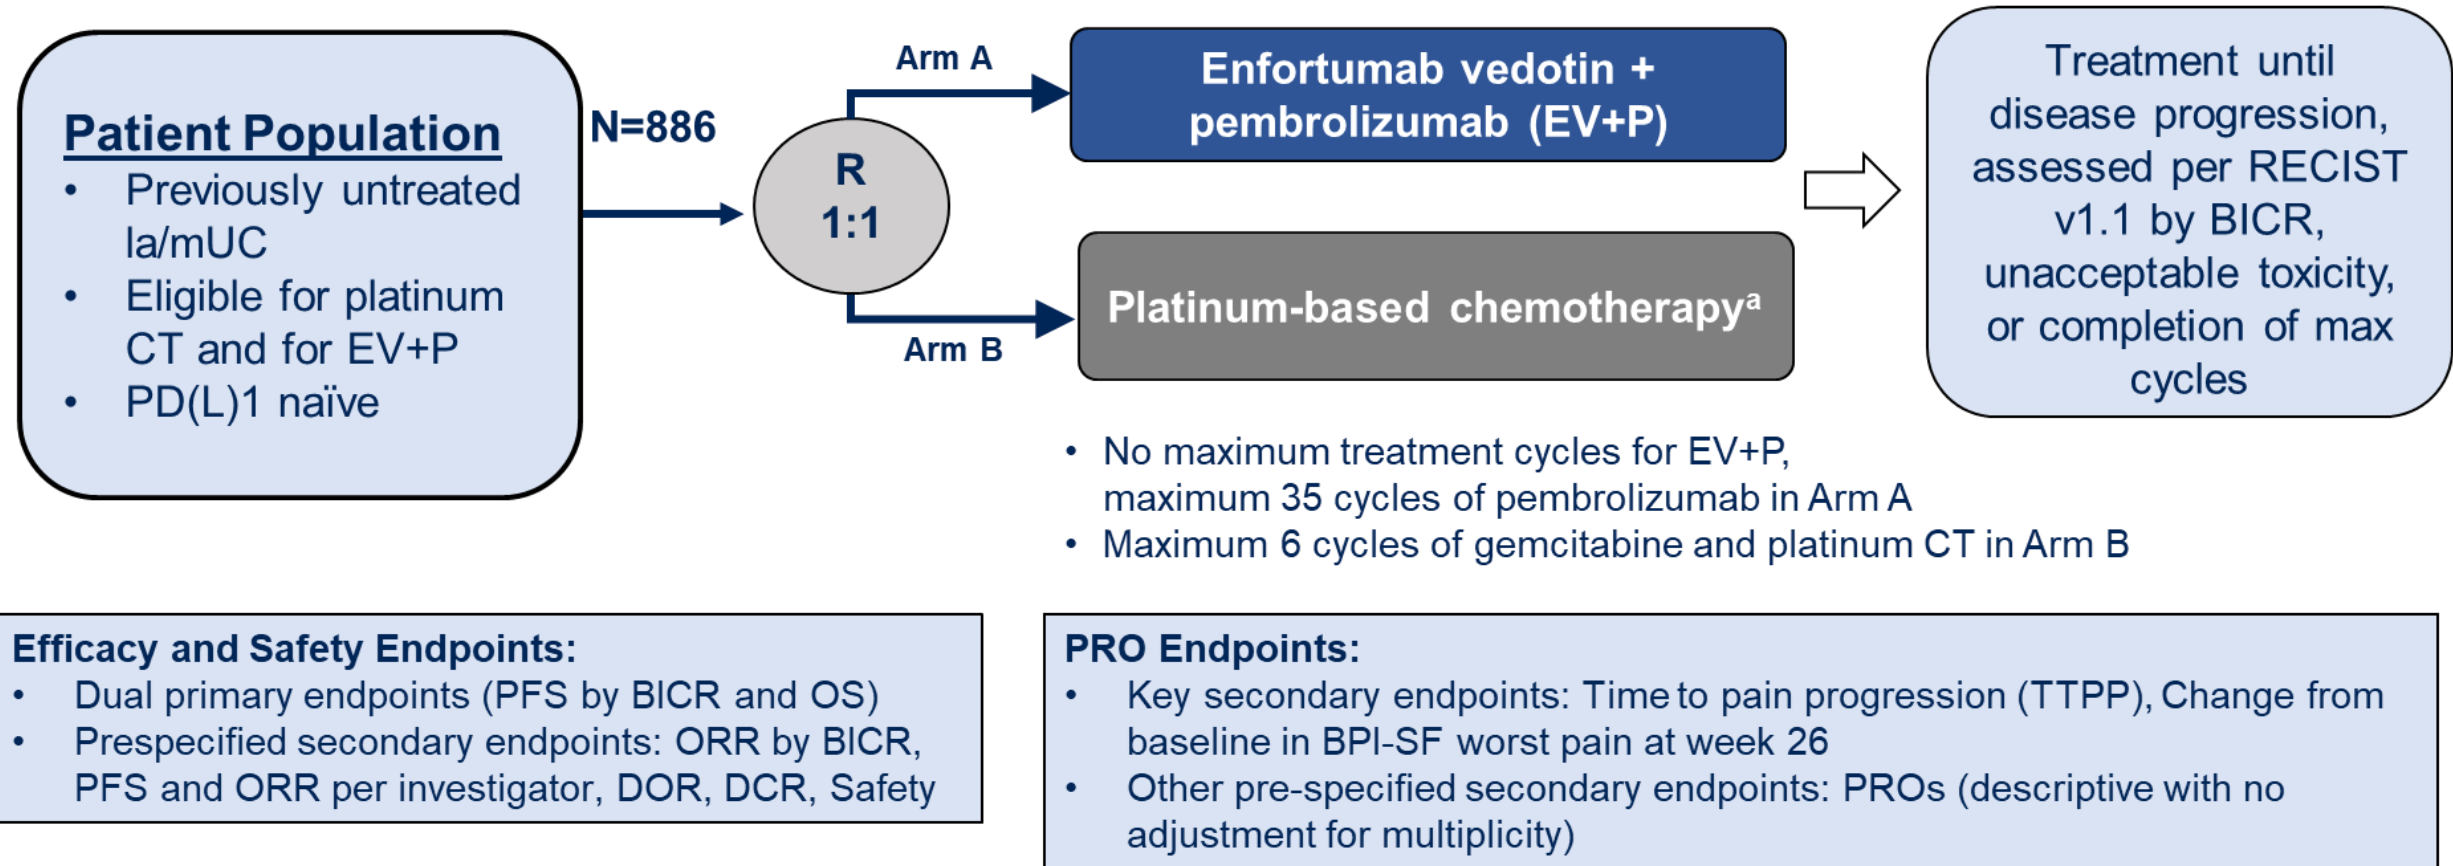 Patient Population
• Previously untreated
la/mUC
• Eligible for platinum
CT and for EV+P
• PD(L)1 naïve
N=886
R
1:1
Arm A
Enfortumab vedotin +
pembrolizumab (EV+P)
Arm B
Platinum-based chemotherapyᵃ
Treatment until
disease progression,
assessed per RECIST
v1.1 by BICR,
unacceptable toxicity,
or completion of max
cycles
• No maximum treatment cycles for EV+P,
maximum 35 cycles of pembrolizumab in Arm A
• Maximum 6 cycles of gemcitabine and platinum CT in Arm B
Efficacy and Safety Endpoints:
• Dual primary endpoints (PFS by BICR and OS)
• Prespecified secondary endpoints: ORR by BICR,
PFS and ORR per investigator, DOR, DCR, Safety
PRO Endpoints:
• Key secondary endpoints: Time to pain progression (TTPP), Change from
baseline in BPI-SF worst pain at week 26
• Other pre-specified secondary endpoints: PROs (descriptive with no
adjustment for multiplicity)